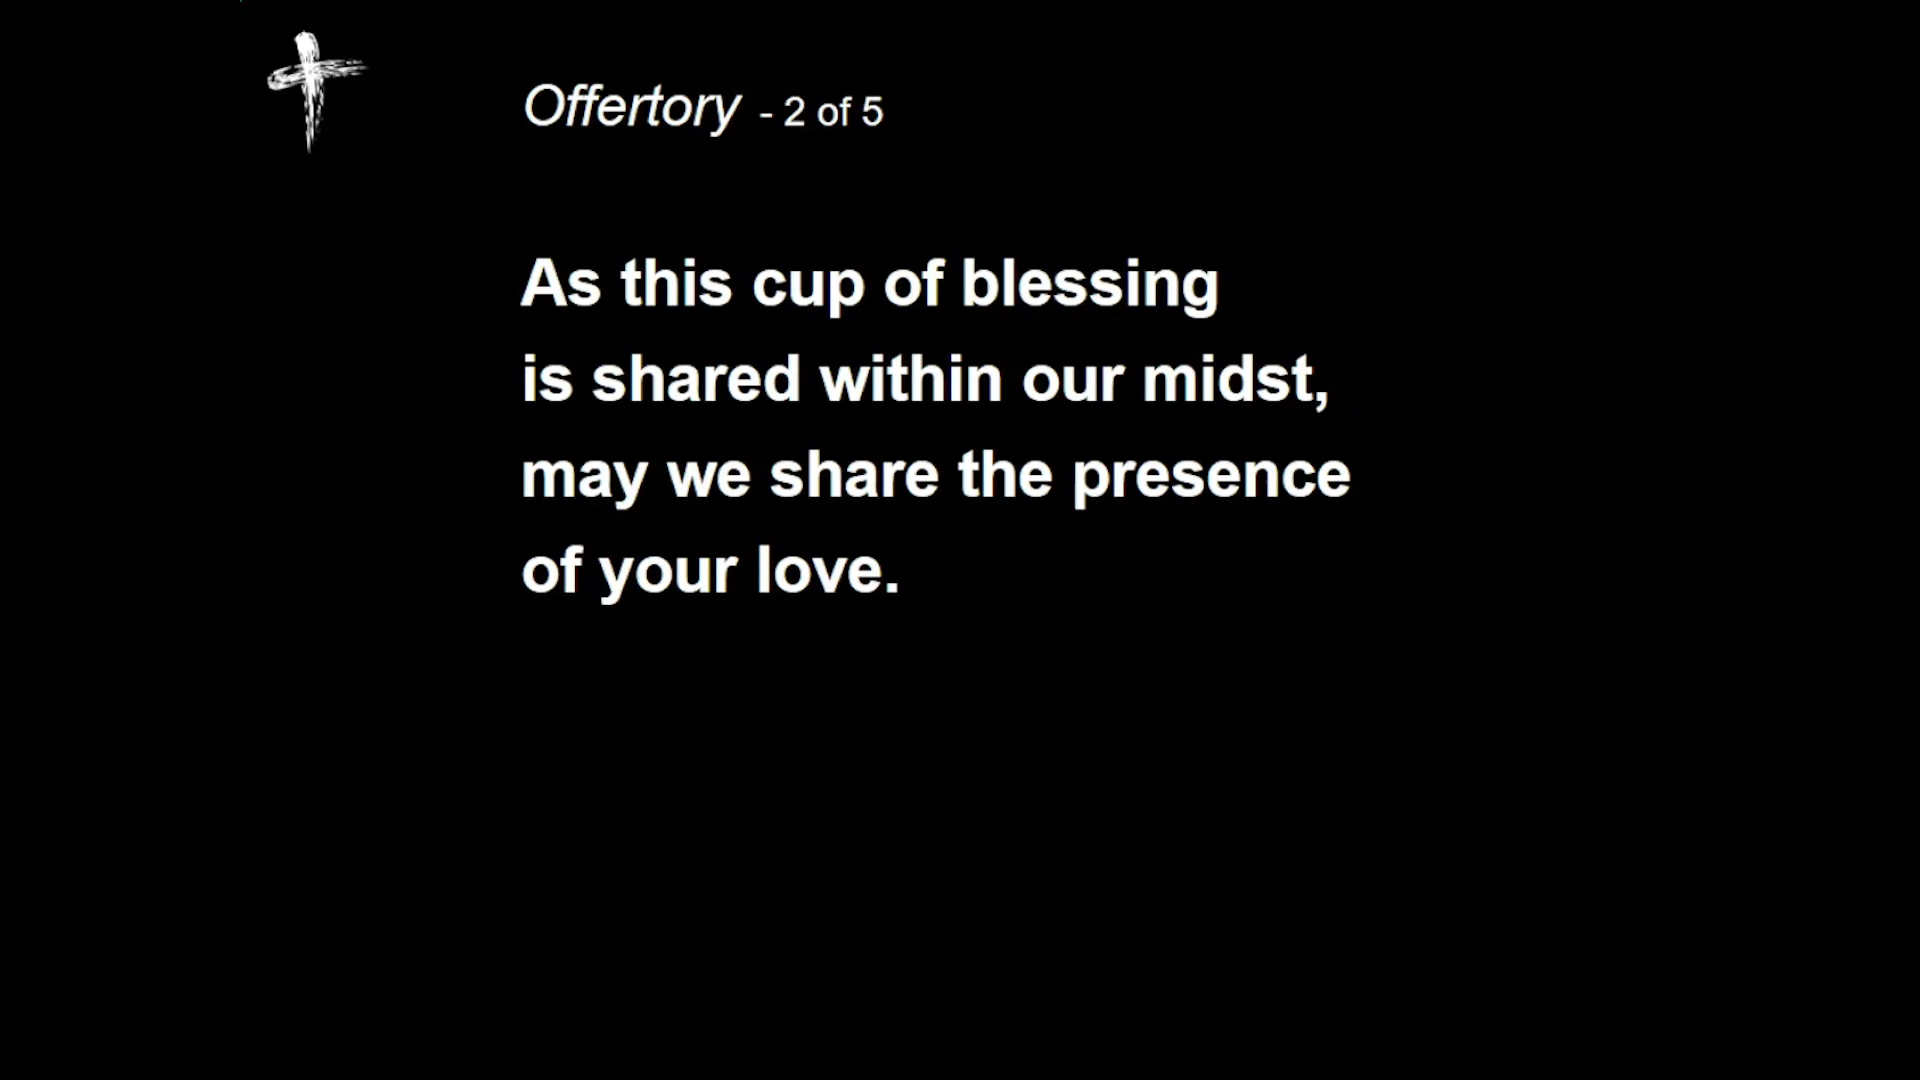 Offertory - 2 of 5
As this cup of blessing
is shared within our midst,
may we share the presence
of your love.